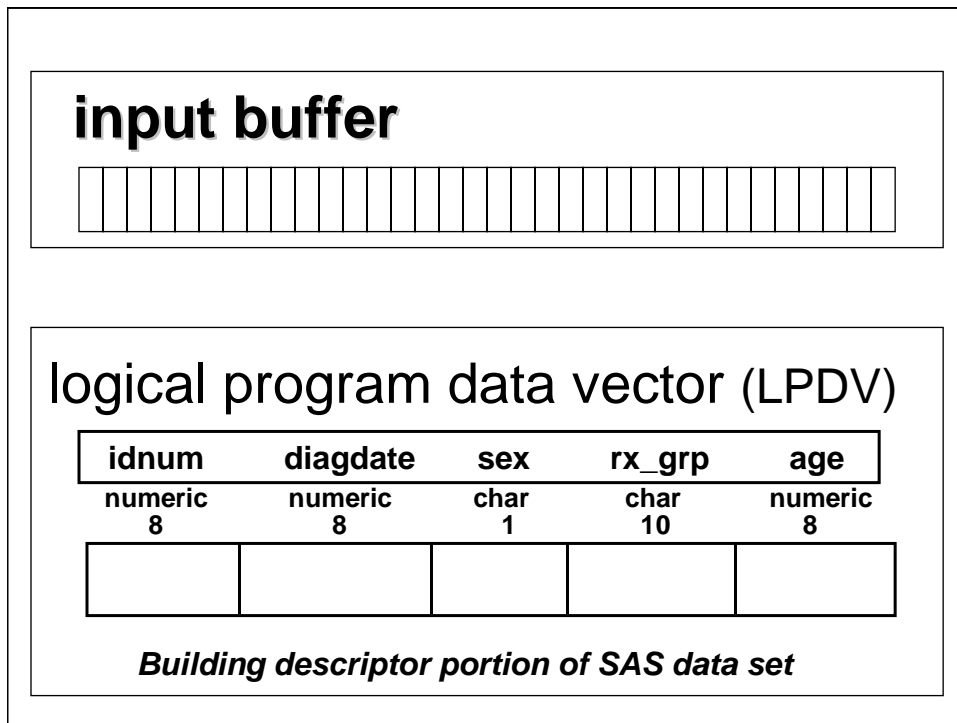 input buffer
logical program data vector (LPDV)
idnum diagdate sex rx_grp age
numeric numeric char char numeric
8 8 1 10 8
Building descriptor portion of SAS data set